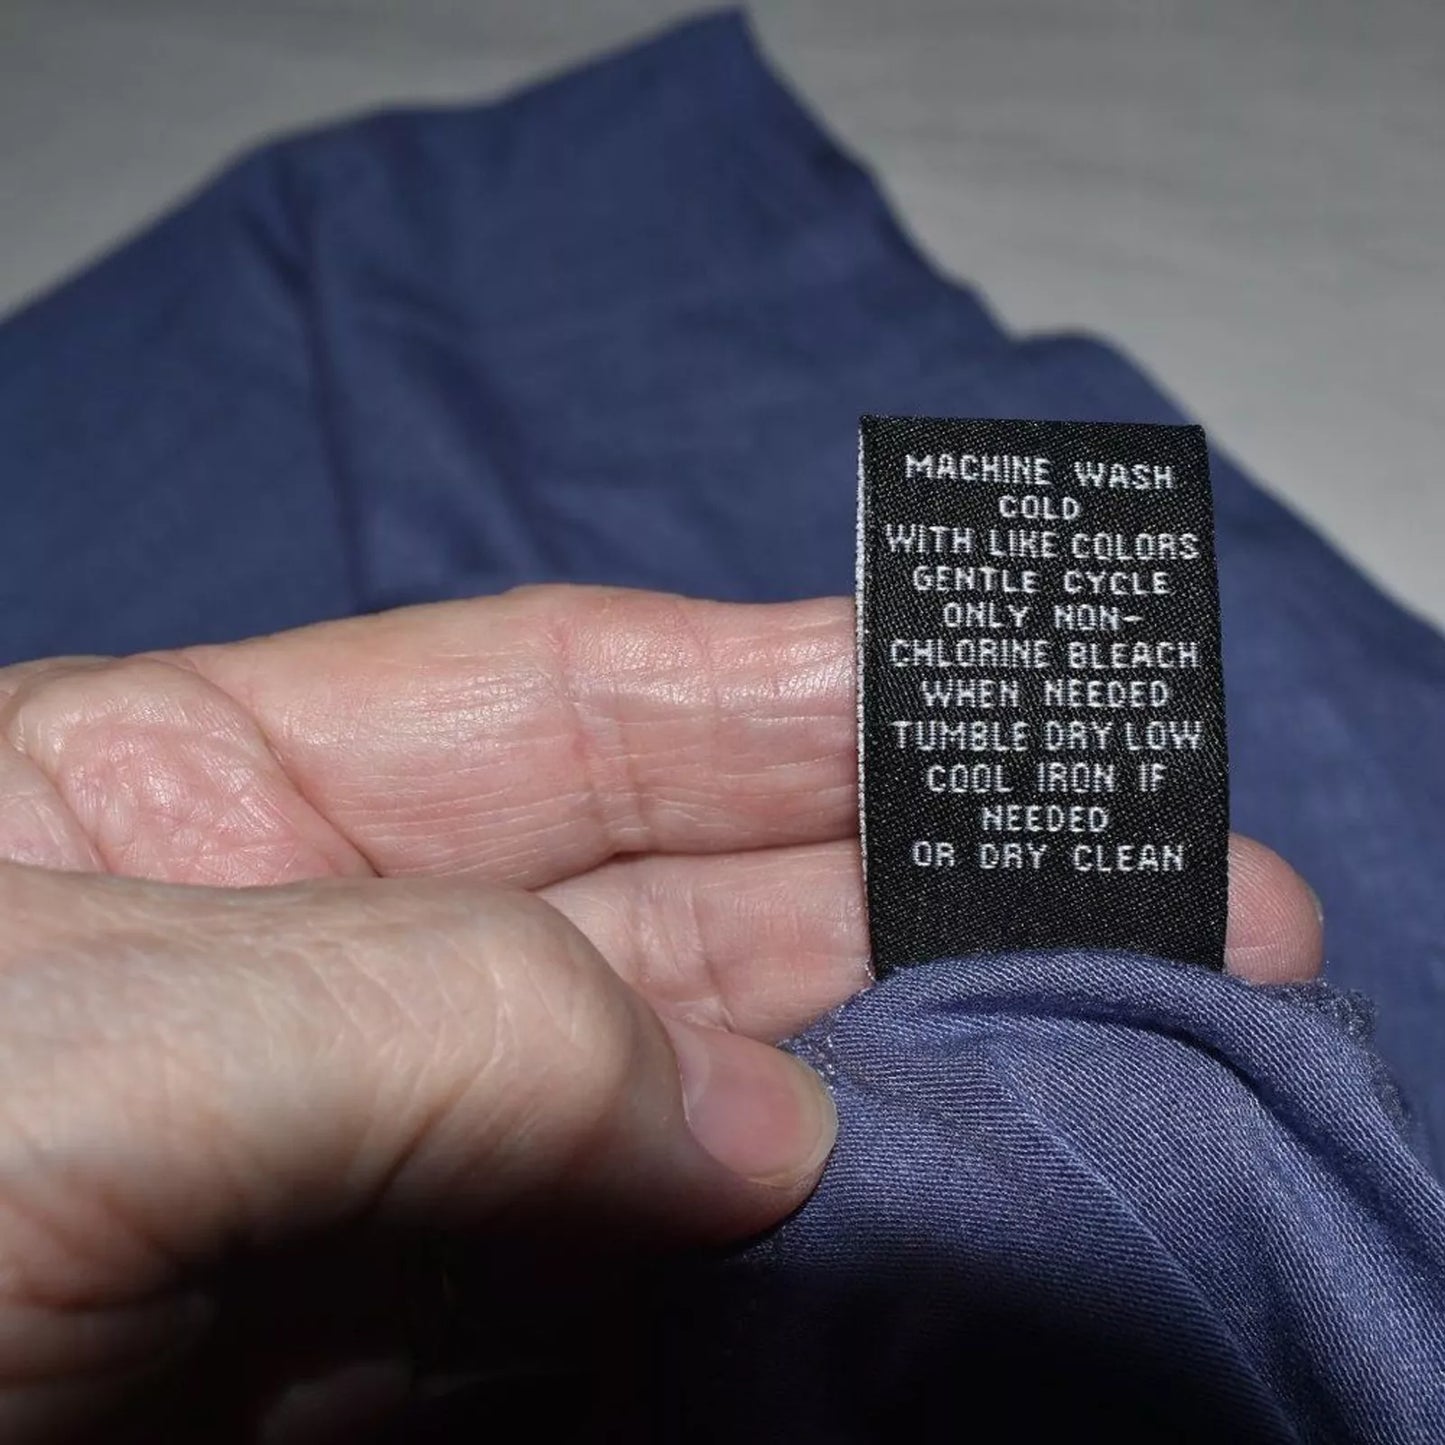 MACHINE WASH
COLD
WITH LIKE COLORS
GENTLE CYCLE
ONLY NON-
CHLORINE BLEACH
WHEN NEEDED
TUMBLE DRY LOW
COOL IRON IF
NEEDED
OR DRY CLEAN